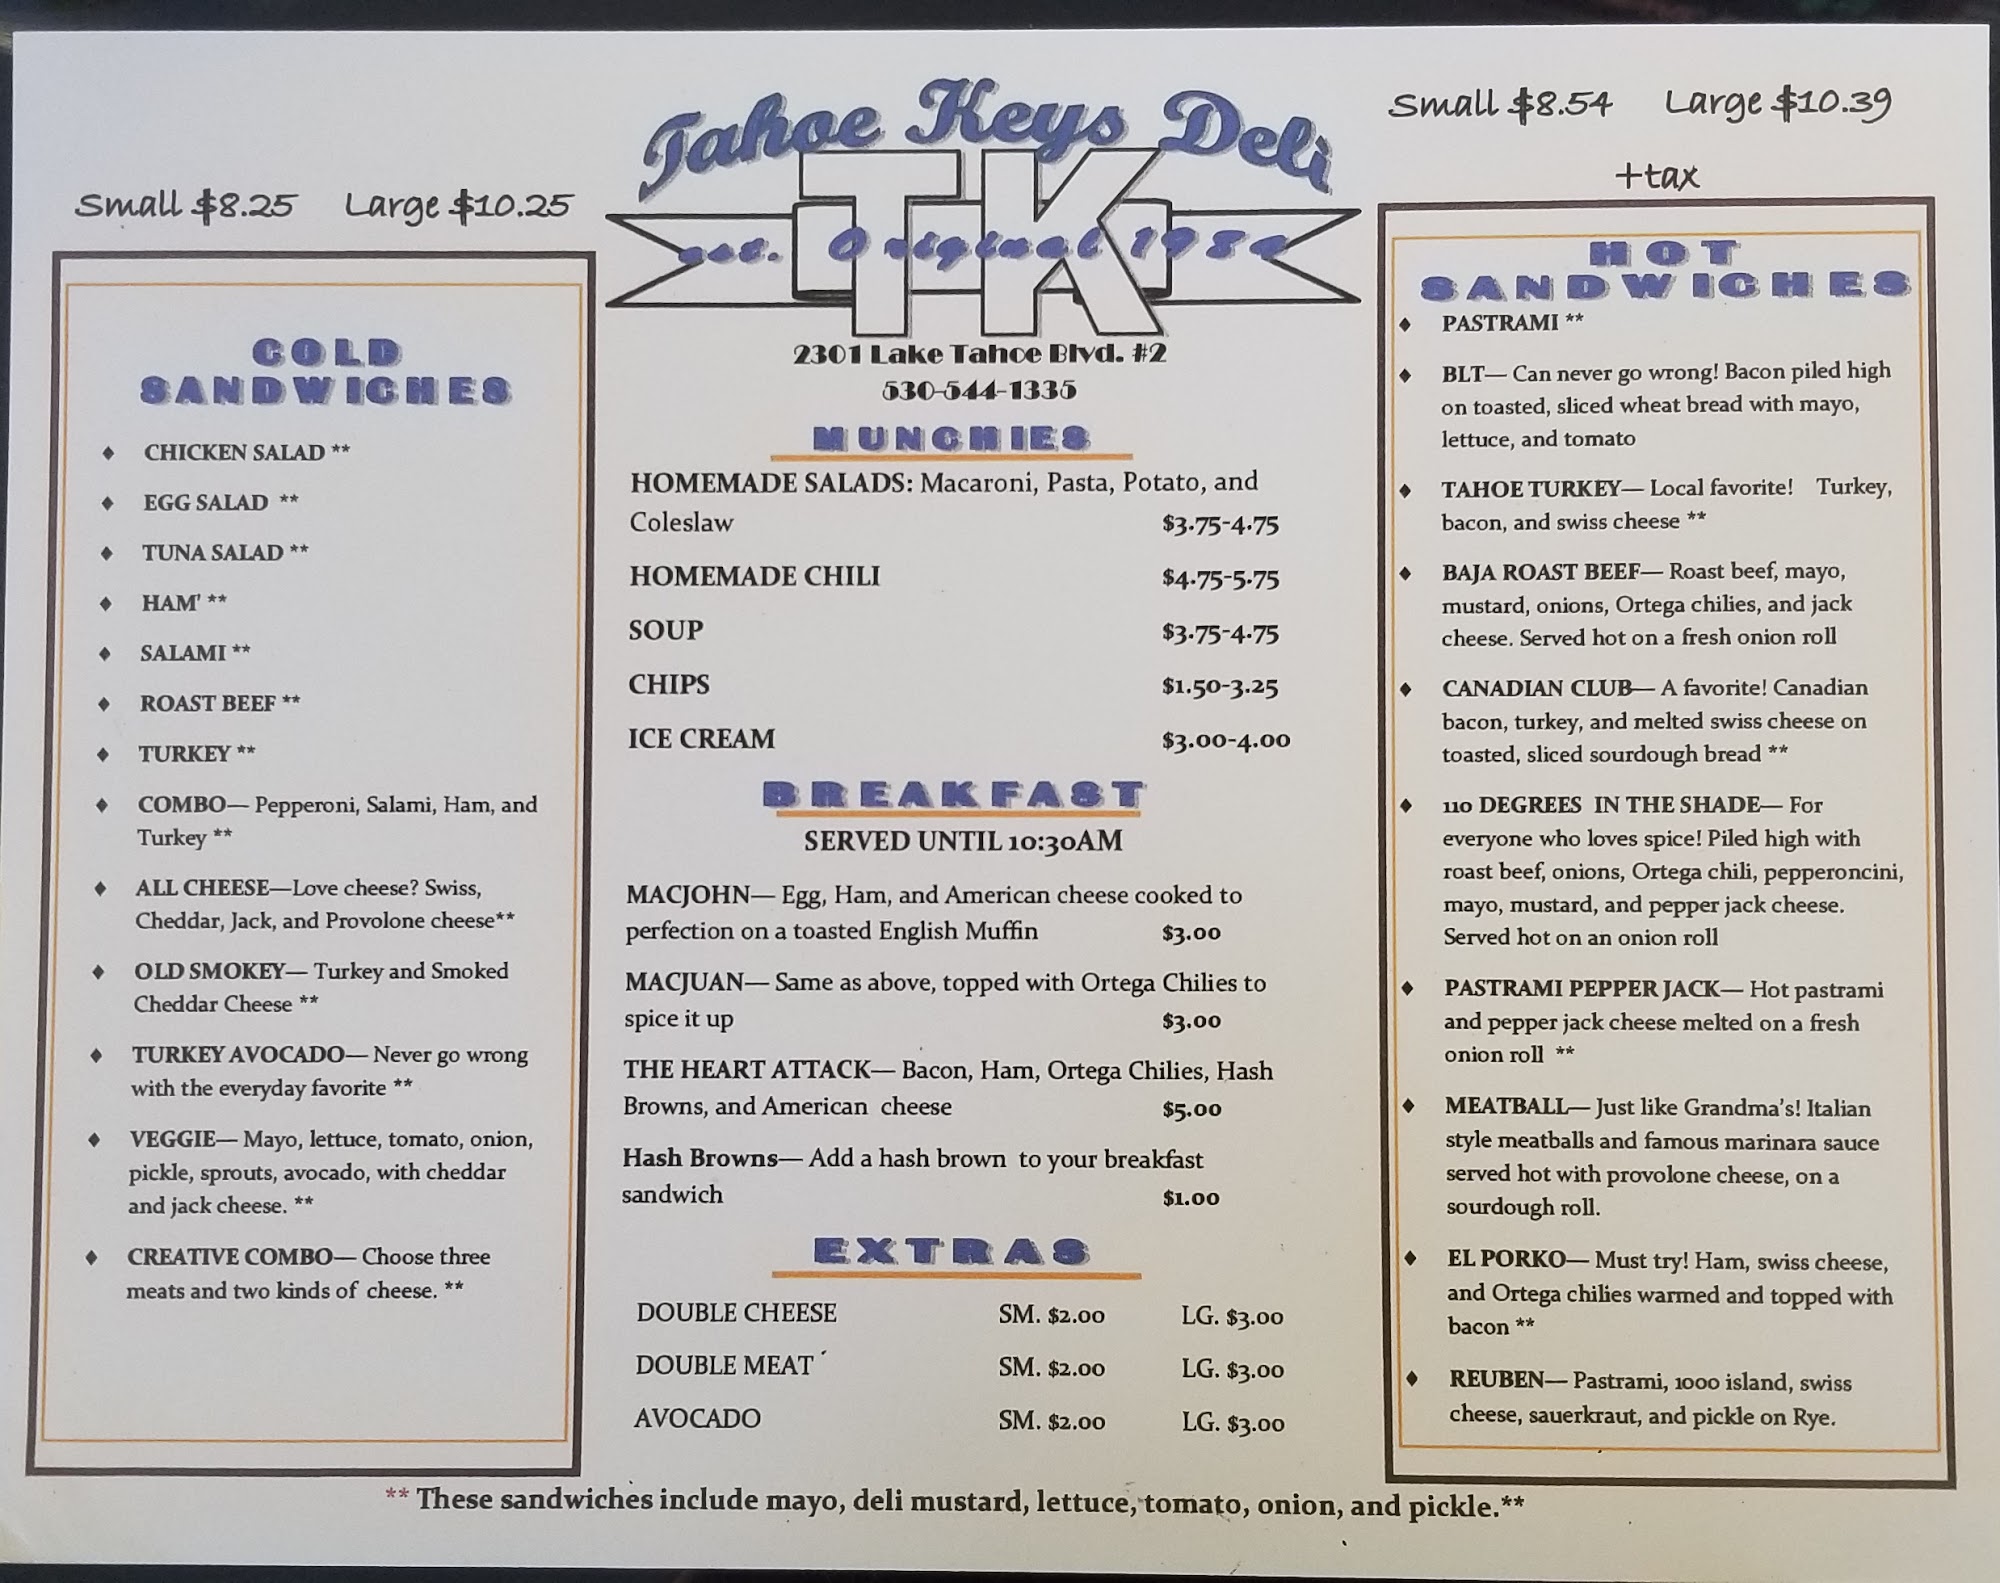 Small $8.25 Large $10.25
COLD
SANDWICHES
CHICKEN SALAD **
EGG SALAD **
TUNA SALAD **
HAM' **
SALAMI **
ROAST BEEF **
TURKEY **
COMBO— Pepperoni, Salami, Ham, and
Turkey **
ALL CHEESE—Love cheese? Swiss,
Cheddar, Jack, and Provolone cheese**
OLD SMOKEY— Turkey and Smoked
Cheddar Cheese **
TURKEY AVOCADO— Never go wrong
with the everyday favorite **
VEGGIE— Mayo, lettuce, tomato, onion,
pickle, sprouts, avocado, with cheddar
and jack cheese. **
CREATIVE COMBO— Choose three
meats and two kinds of cheese. **
Tahoe Keys Deli
TK
est. Original 1984
2301 Lake Tahoe Blvd. #2
530-544-1335
MUNCHIES
HOMEMADE SALADS: Macaroni, Pasta, Potato, and
Coleslaw $3.75-4.75
HOMEMADE CHILI $4.75-5.75
SOUP $3.75-4.75
CHIPS $1.50-3.25
ICE CREAM $3.00-4.00
BREAKFAST
SERVED UNTIL 10:30AM
MACJOHN— Egg, Ham, and American cheese cooked to
perfection on a toasted English Muffin $3.00
MACJUAN— Same as above, topped with Ortega Chilies to
spice it up $3.00
THE HEART ATTACK— Bacon, Ham, Ortega Chilies, Hash
Browns, and American cheese $5.00
Hash Browns— Add a hash brown to your breakfast
sandwich $1.00
EXTRAS
DOUBLE CHEESE SM. $2.00 LG. $3.00
DOUBLE MEAT SM. $2.00 LG. $3.00
AVOCADO SM. $2.00 LG. $3.00
Small $8.54 Large $10.39
+tax
HOT
SANDWICHES
PASTRAMI **
BLT— Can never go wrong! Bacon piled high
on toasted, sliced wheat bread with mayo,
lettuce, and tomato
TAHOE TURKEY— Local favorite! Turkey,
bacon, and swiss cheese **
BAJA ROAST BEEF— Roast beef, mayo,
mustard, onions, Ortega chilies, and jack
cheese. Served hot on a fresh onion roll
CANADIAN CLUB— A favorite! Canadian
bacon, turkey, and melted swiss cheese on
toasted, sliced sourdough bread **
110 DEGREES IN THE SHADE— For
everyone who loves spice! Piled high with
roast beef, onions, Ortega chili, pepperoncini,
mayo, mustard, and pepper jack cheese.
Served hot on an onion roll
PASTRAMI PEPPER JACK— Hot pastrami
and pepper jack cheese melted on a fresh
onion roll **
MEATBALL— Just like Grandma's! Italian
style meatballs and famous marinara sauce
served hot with provolone cheese, on a
sourdough roll.
EL PORKO— Must try! Ham, swiss cheese,
and Ortega chilies warmed and topped with
bacon **
REUBEN— Pastrami, 1000 island, swiss
cheese, sauerkraut, and pickle on Rye.
** These sandwiches include mayo, deli mustard, lettuce, tomato, onion, and pickle.**